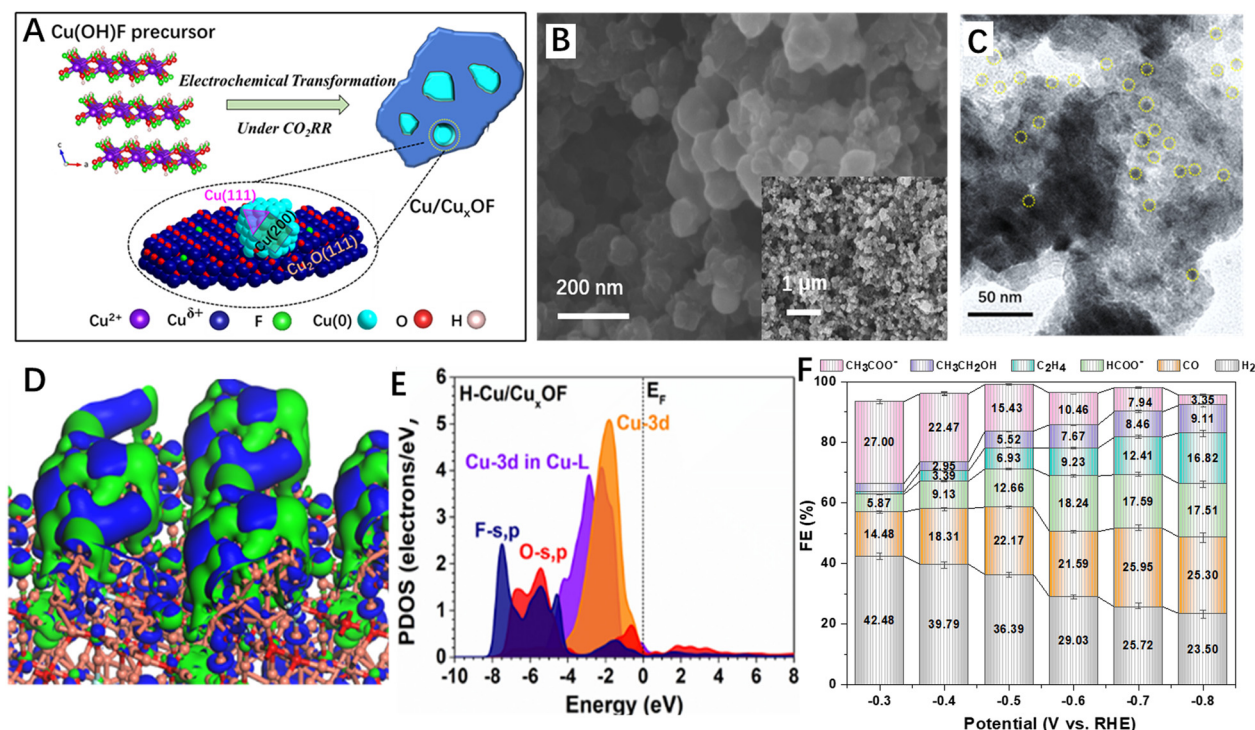 A
Cu(OH)F precursor
Electrochemical Transformation
Under CO₂RR
c
a
Cu(111)
Cu(200)
Cu₂O(111)
Cu/CuₓOF
Cu²⁺ Cuᵟ⁺ F Cu(0) O H
B
200 nm
1 μm
C
50 nm
D
E
H-Cu/CuₓOF
E_F
Cu-3d
Cu-3d in Cu-L
F-s,p
O-s,p
PDOS (electrons/eV,
6
5
4
3
2
1
0
-10 -8 -6 -4 -2 0 2 4 6 8
Energy (eV)
F
CH₃COO⁻ CH₃CH₂OH C₂H₄ HCOO⁻ CO H₂
FE (%)
100
80
60
40
20
0
27.00 22.47 15.43 10.46 7.94 3.35
2.95 5.52 7.67 8.46 9.11
3.39 6.93 9.23 12.41 16.82
5.87 9.13 12.66 18.24 17.59 17.51
14.48 18.31 22.17 21.59 25.95 25.30
42.48 39.79 36.39 29.03 25.72 23.50
-0.3 -0.4 -0.5 -0.6 -0.7 -0.8
Potential (V vs. RHE)